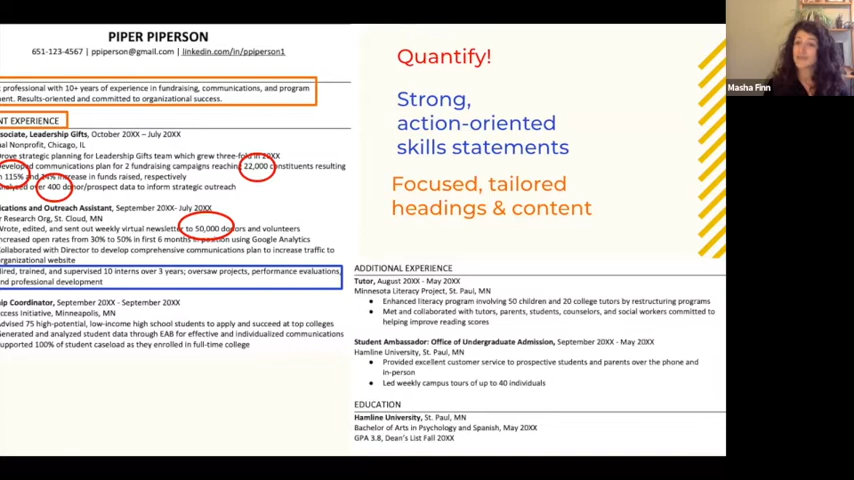 PIPER PIPERSON
651-123-4567 | ppiperson@gmail.com | linkedin.com/in/ppiperson1
professional with 10+ years of experience in fundraising, communications, and program
ent. Results-oriented and committed to organizational success.
NT EXPERIENCE
sociate, Leadership Gifts, October 20XX – July 20XX
al Nonprofit, Chicago, IL
rove strategic planning for Leadership Gifts team which grew three-fold in 20XX
eveloped communications plan for 2 fundraising campaigns reaching 22,000 constituents resulting
n 115% and 14% increase in funds raised, respectively
nalyzed over 400 donor/prospect data to inform strategic outreach
ications and Outreach Assistant, September 20XX- July 20XX
r Research Org, St. Cloud, MN
Wrote, edited, and sent out weekly virtual newsletter to 50,000 donors and volunteers
ncreased open rates from 30% to 50% in first 6 months in position using Google Analytics
Collaborated with Director to develop comprehensive communications plan to increase traffic to
organizational website
ired, trained, and supervised 10 interns over 3 years; oversaw projects, performance evaluations,
nd professional development
ip Coordinator, September 20XX - September 20XX
ccess Initiative, Minneapolis, MN
Advised 75 high-potential, low-income high school students to apply and succeed at top colleges
Generated and analyzed student data through EAB for effective and individualized communications
upported 100% of student caseload as they enrolled in full-time college
Quantify!
Strong,
action-oriented
skills statements
Focused, tailored
headings & content
ADDITIONAL EXPERIENCE
Tutor, August 20XX - May 20XX
Minnesota Literacy Project, St. Paul, MN
• Enhanced literacy program involving 50 children and 20 college tutors by restructuring programs
• Met and collaborated with tutors, parents, students, counselors, and social workers committed to
helping improve reading scores
Student Ambassador: Office of Undergraduate Admission, September 20XX - May 20XX
Hamline University, St. Paul, MN
• Provided excellent customer service to prospective students and parents over the phone and
in-person
• Led weekly campus tours of up to 40 individuals
EDUCATION
Hamline University, St. Paul, MN
Bachelor of Arts in Psychology and Spanish, May 20XX
GPA 3.8, Dean's List Fall 20XX
Masha Finn